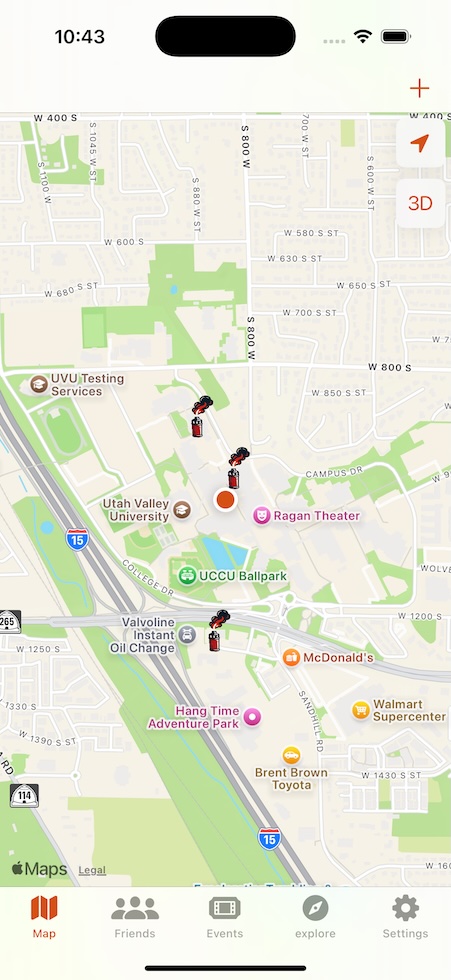 10:43
W 400 S
W 400 S
S 1100 W
S 1045 W ST
S 880 W ST
S 800 W
700 W
S 600 W ST
3D
W 580 S ST
W 600 S
W 630 S ST
W 650 S ST
W 680 S ST
W 700 S ST
S 800 W
W 800 S
UVU Testing
Services
W 850 S ST
CAMPUS DR
Utah Valley
University
Ragan Theater
15
COLLEGE DR
UCCU Ballpark
265
Valvoline
Instant
Oil Change
W 1200 S
W 1250 S
McDonald's
1330 S ST
SANDHILL RD
Hang Time
Adventure Park
Walmart
Supercenter
W 1390 S ST
Brent Brown
Toyota
W 1430 S ST
114
15
Maps
Legal
Map
Friends
Events
explore
Settings